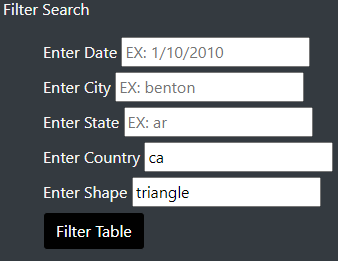 Filter Search
Enter Date EX: 1/10/2010
Enter City EX: benton
Enter State EX: ar
Enter Country ca
Enter Shape triangle
Filter Table